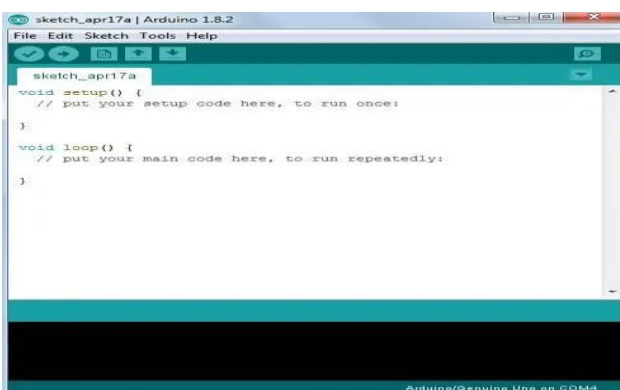 sketch_apr17a | Arduino 1.8.2
File Edit Sketch Tools Help
sketch_apr17a
void setup() {
// put your setup code here, to run once:
}
void loop() {
// put your main code here, to run repeatedly:
}
Arduino/Genuino Uno on COM4